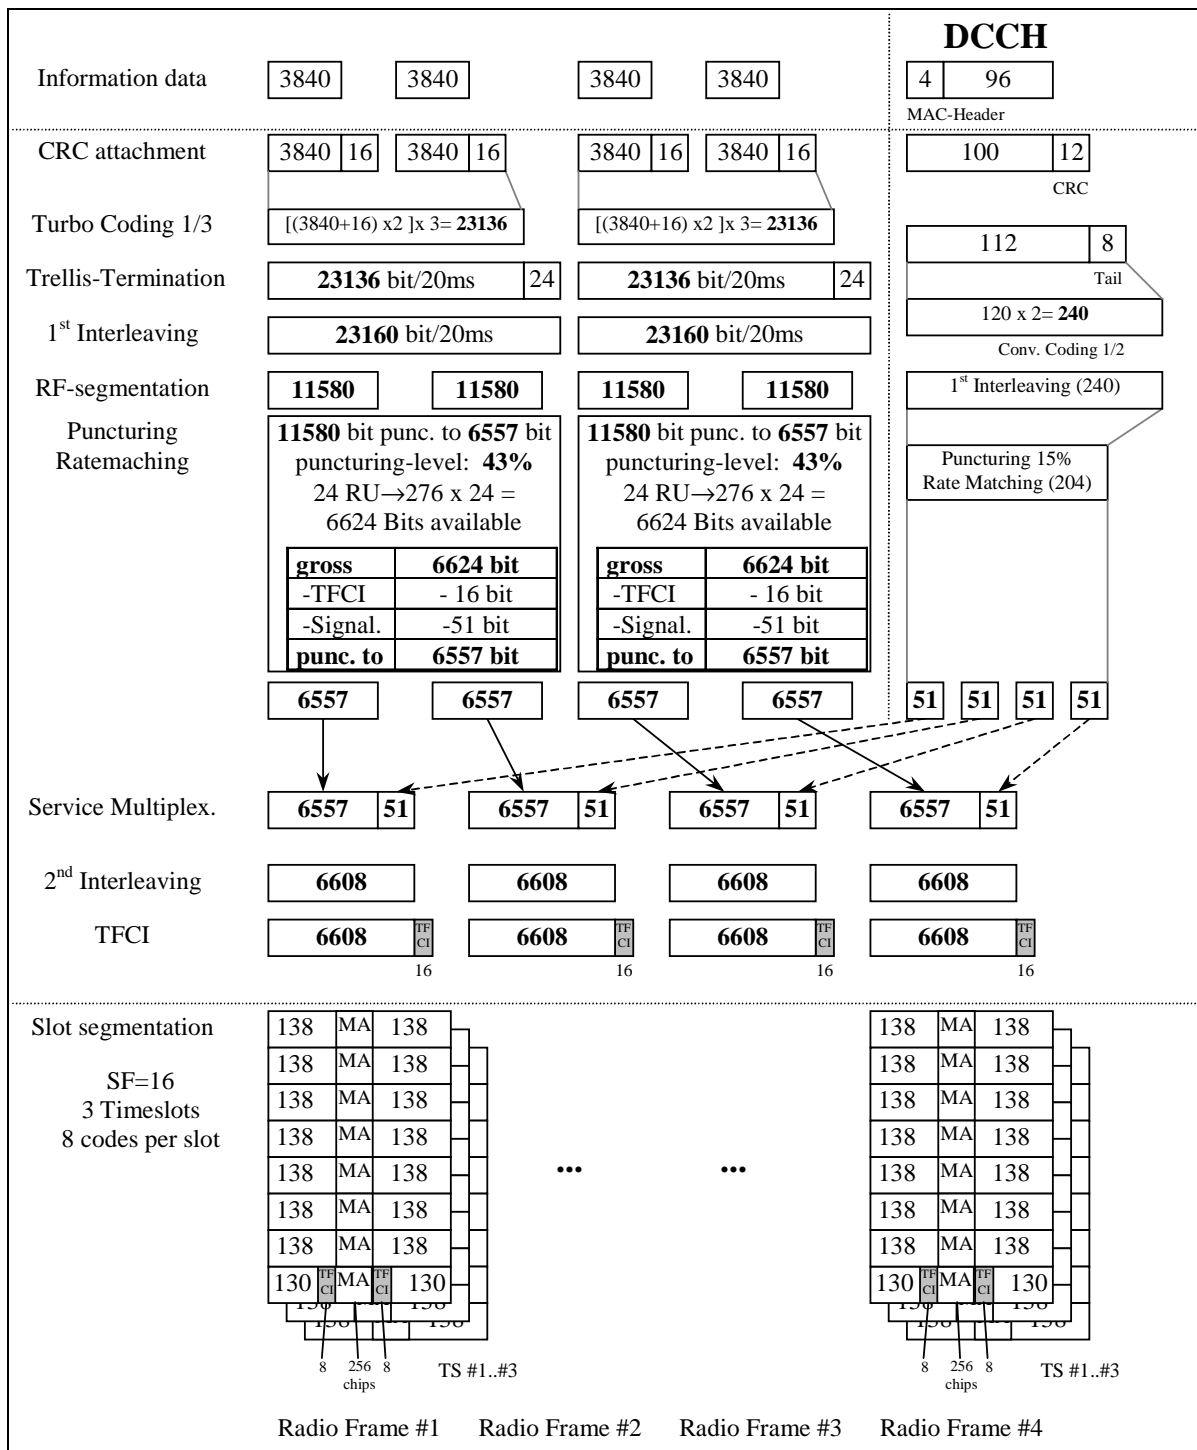 DCCH
Information data 3840 3840 3840 3840 4 96
MAC-Header
CRC attachment 3840 16 3840 16 3840 16 3840 16 100 12
CRC
Turbo Coding 1/3 [(3840+16) x2 ]x 3= 23136 [(3840+16) x2 ]x 3= 23136
112 8
Trellis-Termination 23136 bit/20ms 24 23136 bit/20ms 24
Tail
120 x 2= 240
1st Interleaving 23160 bit/20ms 23160 bit/20ms
Conv. Coding 1/2
RF-segmentation 11580 11580 11580 11580 1st Interleaving (240)
Puncturing 11580 bit punc. to 6557 bit 11580 bit punc. to 6557 bit
Ratemaching puncturing-level: 43% puncturing-level: 43% Puncturing 15%
24 RU→276 x 24 = 24 RU→276 x 24 = Rate Matching (204)
6624 Bits available 6624 Bits available
gross 6624 bit gross 6624 bit
-TFCI - 16 bit -TFCI - 16 bit
-Signal. -51 bit -Signal. -51 bit
punc. to 6557 bit punc. to 6557 bit
6557 6557 6557 6557 51 51 51 51
Service Multiplex. 6557 51 6557 51 6557 51 6557 51
2nd Interleaving 6608 6608 6608 6608
TFCI 6608 TF CI 6608 TF CI 6608 TF CI 6608 TF CI
16 16 16 16
Slot segmentation 138 MA 138 138 MA 138
138 MA 138 138 MA 138
SF=16
138 MA 138 138 MA 138
3 Timeslots
8 codes per slot 138 MA 138 138 MA 138
138 MA 138 ... ... 138 MA 138
138 MA 138 138 MA 138
138 MA 138 138 MA 138
130 TF CI MA TF CI 130 130 TF CI MA TF CI 130
138 138 138 138
8 256 8 TS #1..#3 8 256 8 TS #1..#3
chips chips
Radio Frame #1 Radio Frame #2 Radio Frame #3 Radio Frame #4